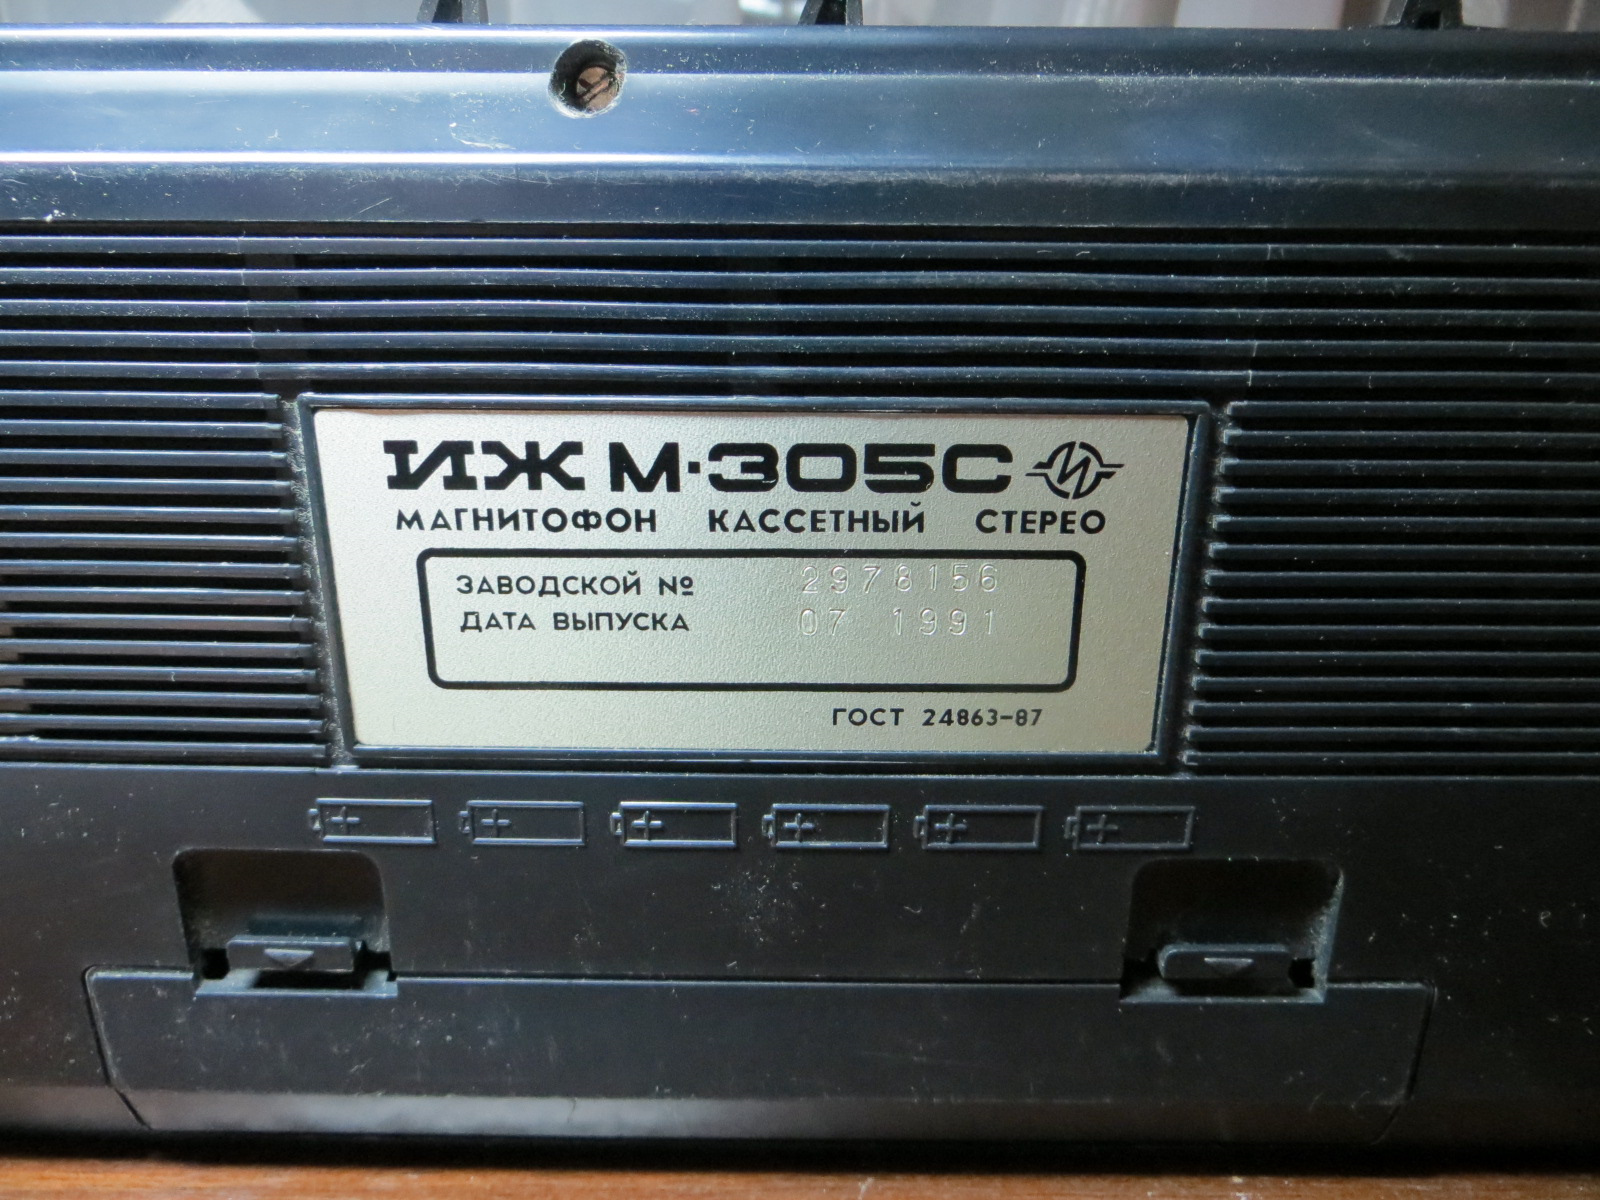 ИЖ М-305С
МАГНИТОФОН КАССЕТНЫЙ СТЕРЕО
ЗАВОДСКОЙ № 2978156
ДАТА ВЫПУСКА 07 1991
ГОСТ 24863-87